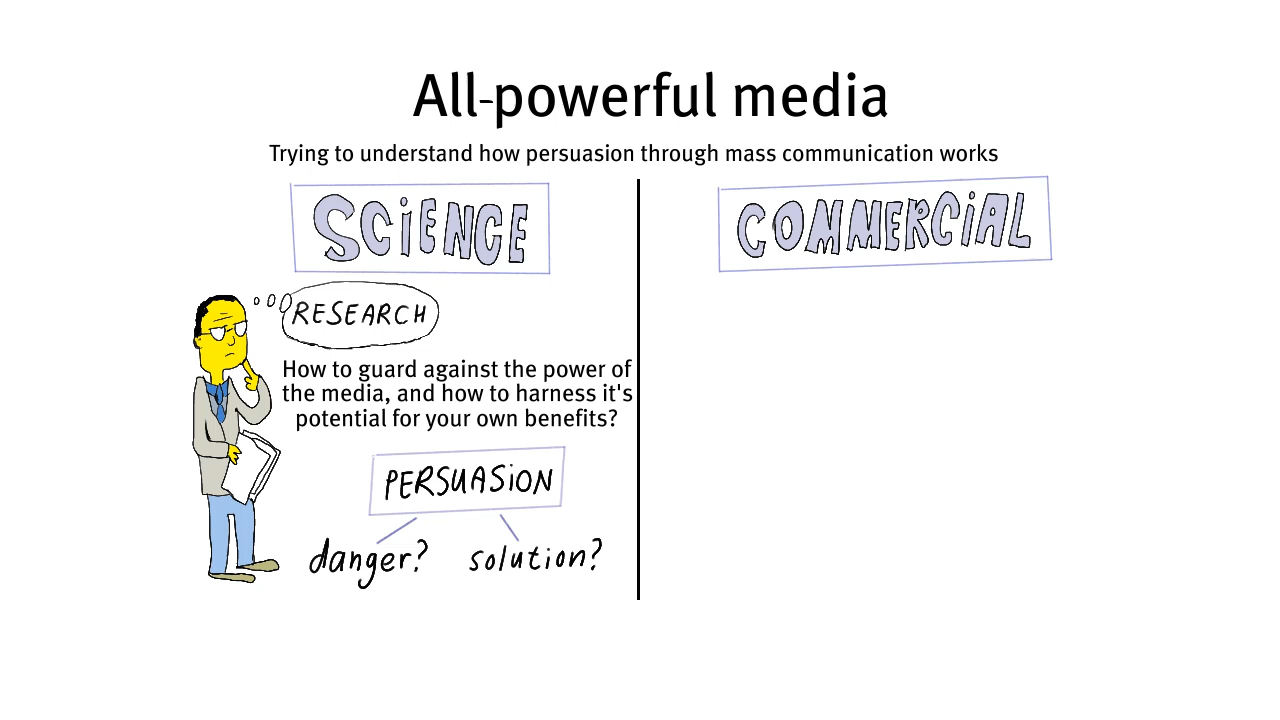 All-powerful media
Trying to understand how persuasion through mass communication works
SCiENCE
COMMERCiAL
RESEARCH
How to guard against the power of
the media, and how to harness it's
potential for your own benefits?
PERSUASiON
danger?
solution?